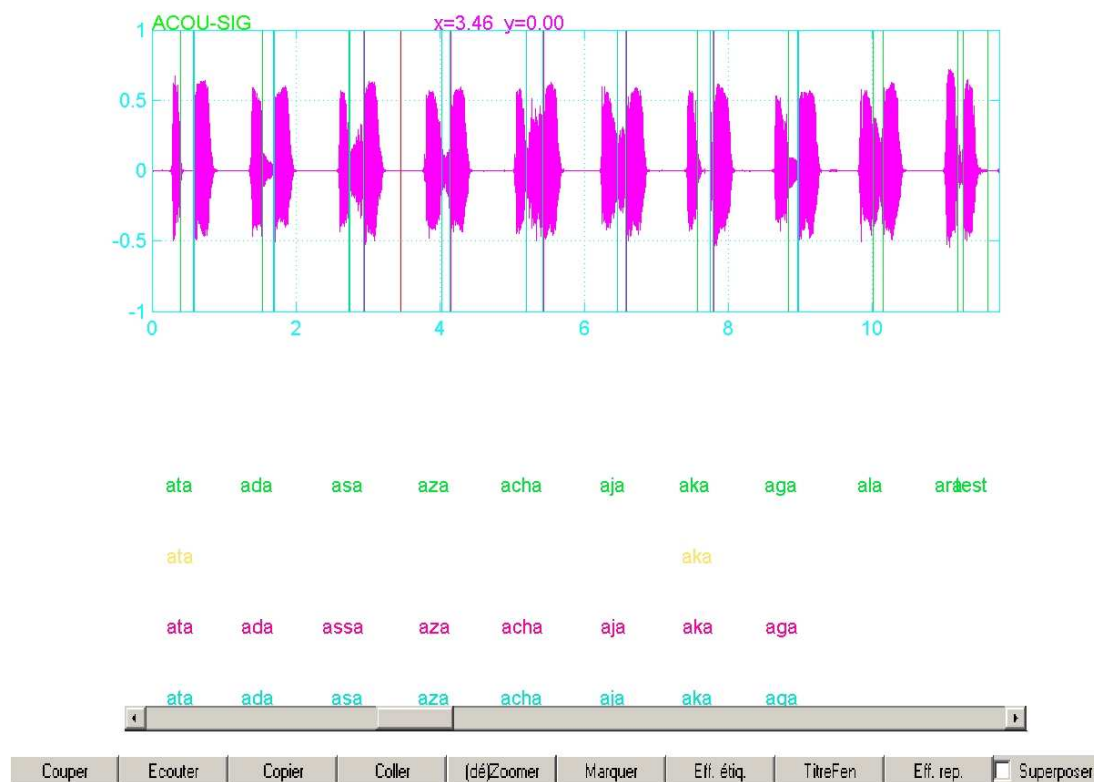 ACOU-SIG x=3.46 y=0.00
1
0.5
0
-0.5
-1
0 2 4 6 8 10
ata ada asa aza acha aja aka aga ala ara test
ata aka
ata ada assa aza acha aja aka aga
ata ada asa aza acha aja aka aga
Couper Ecouter Copier Coller (dé)Zoomer Marquer Eff. étiq. TitreFen Eff. rep. Superposer